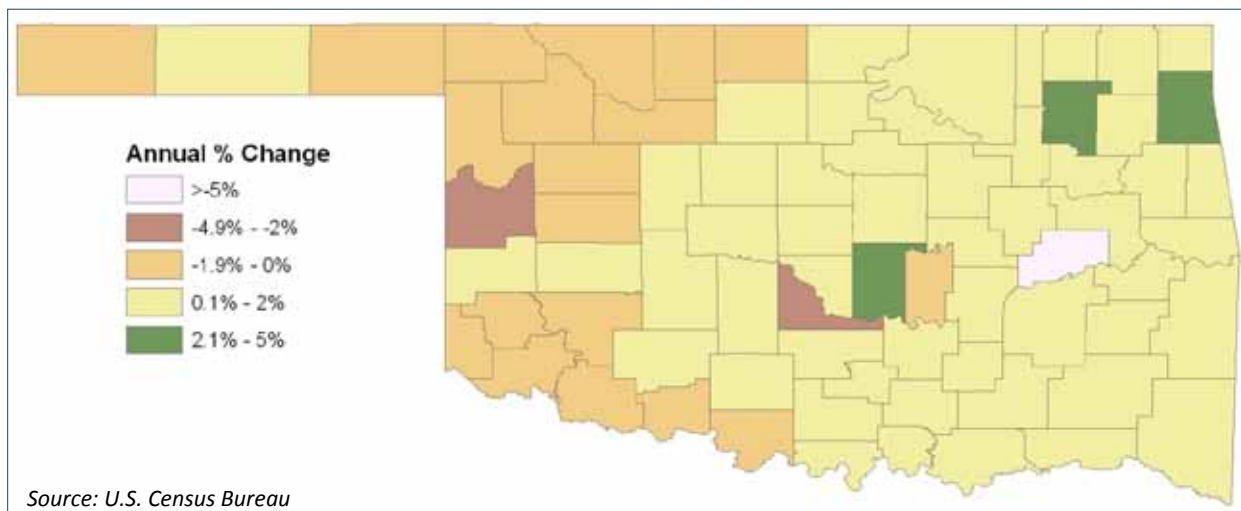 Annual % Change
>-5%
-4.9% - -2%
-1.9% - 0%
0.1% - 2%
2.1% - 5%
Source: U.S. Census Bureau